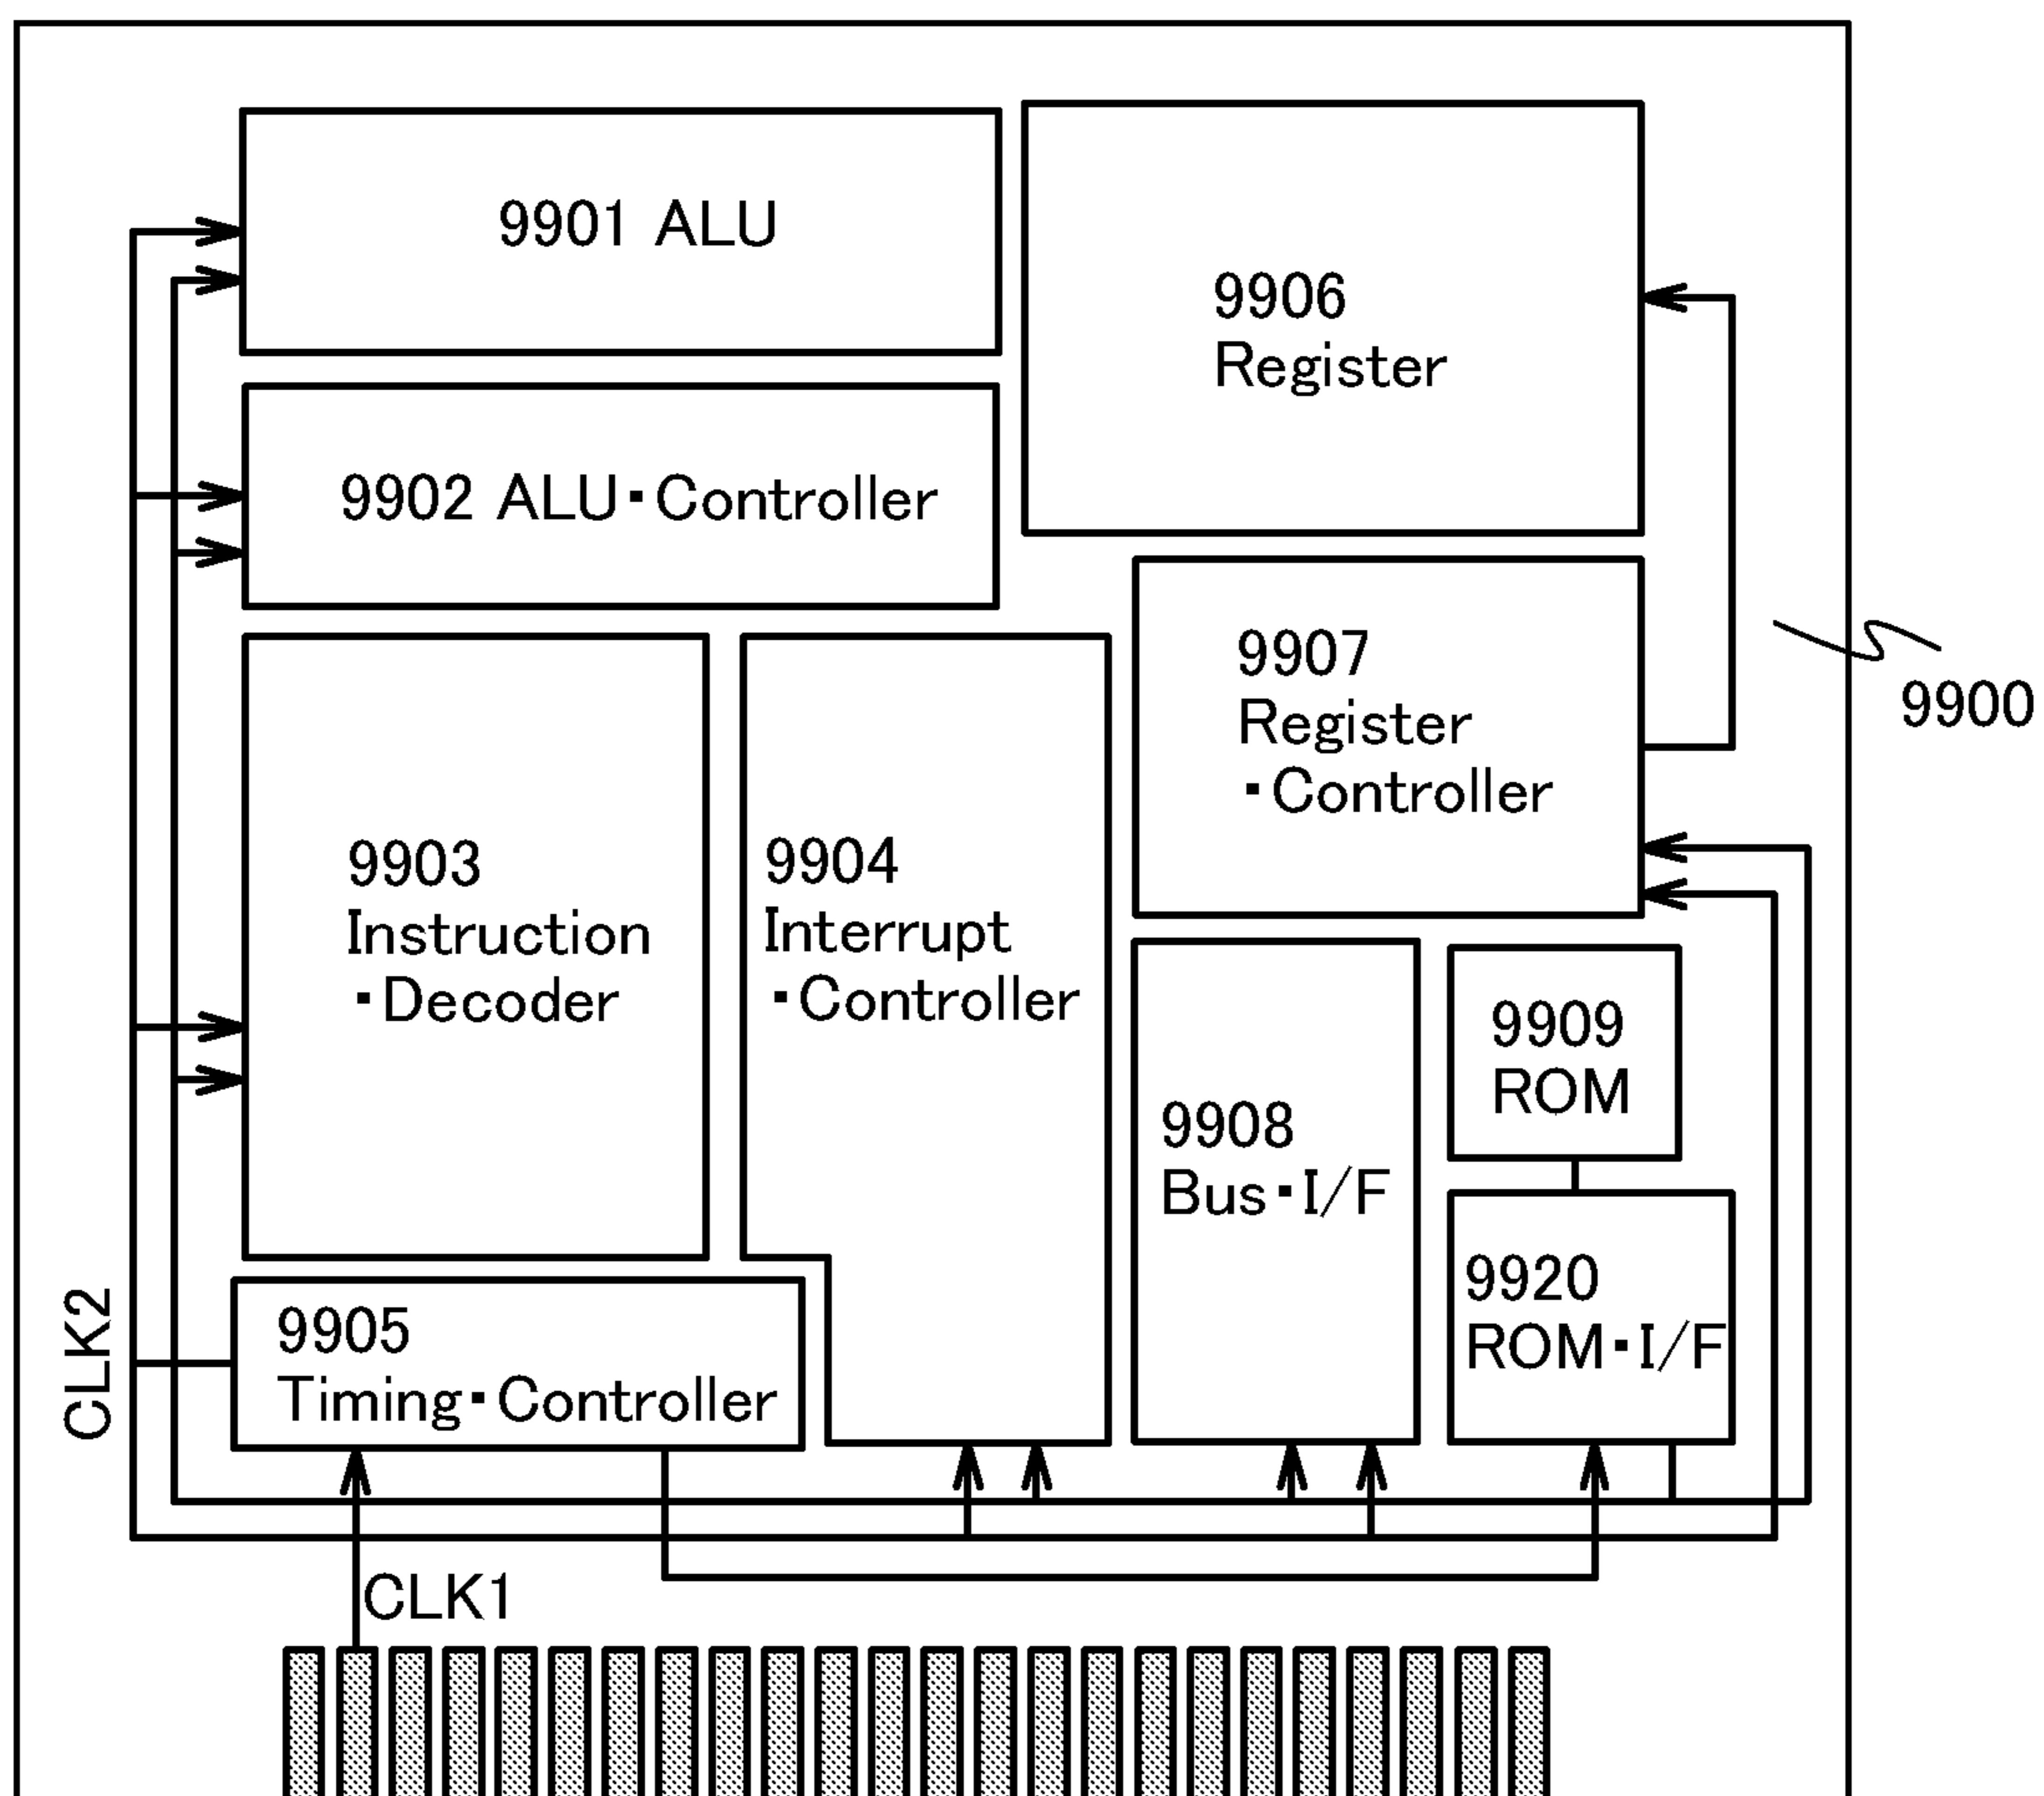 9901 ALU
9906
Register
9902 ALU・Controller
9907
Register
・Controller
9900
9903
Instruction
・Decoder
9904
Interrupt
・Controller
9909
ROM
9908
Bus・I/F
9920
ROM・I/F
9905
Timing・Controller
CLK2
CLK1